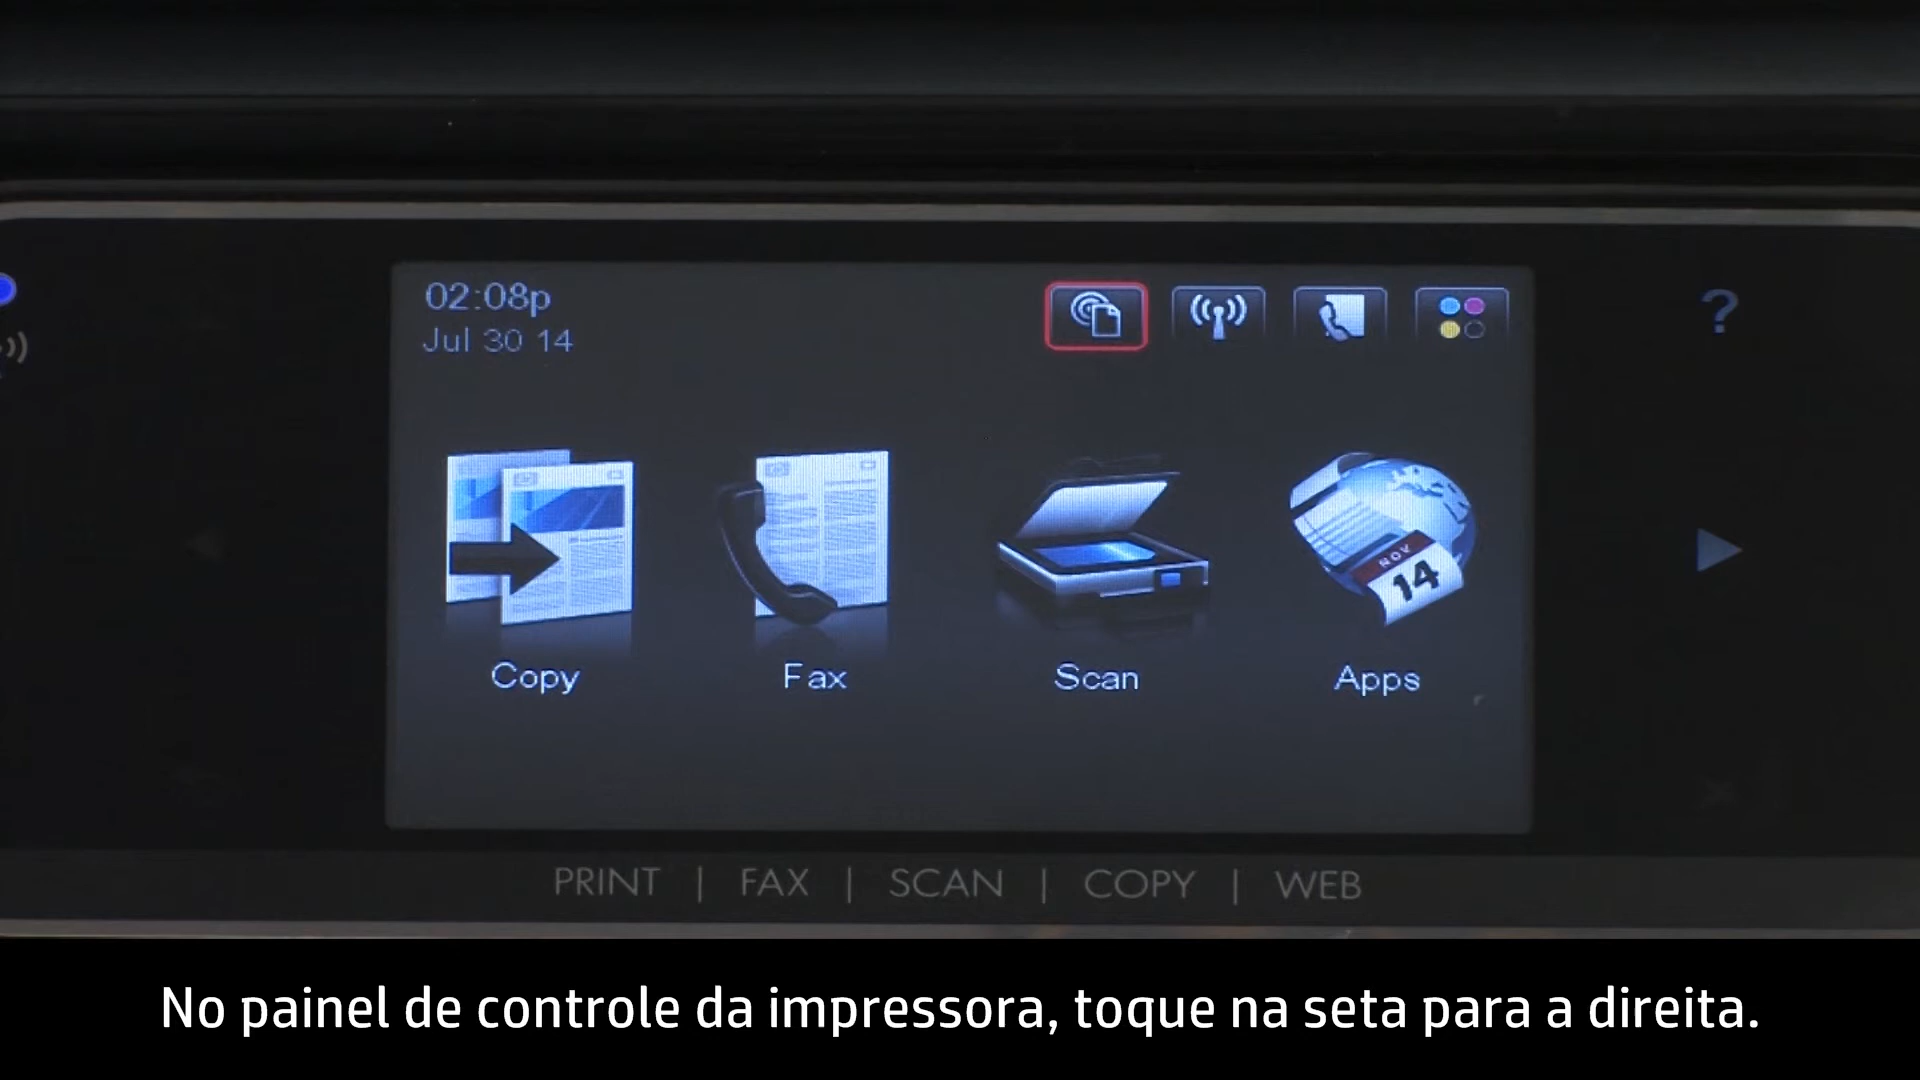 02:08p
Jul 30 14
?
Copy
Fax
Scan
NOV
14
Apps
PRINT | FAX | SCAN | COPY | WEB
No painel de controle da impressora, toque na seta para a direita.